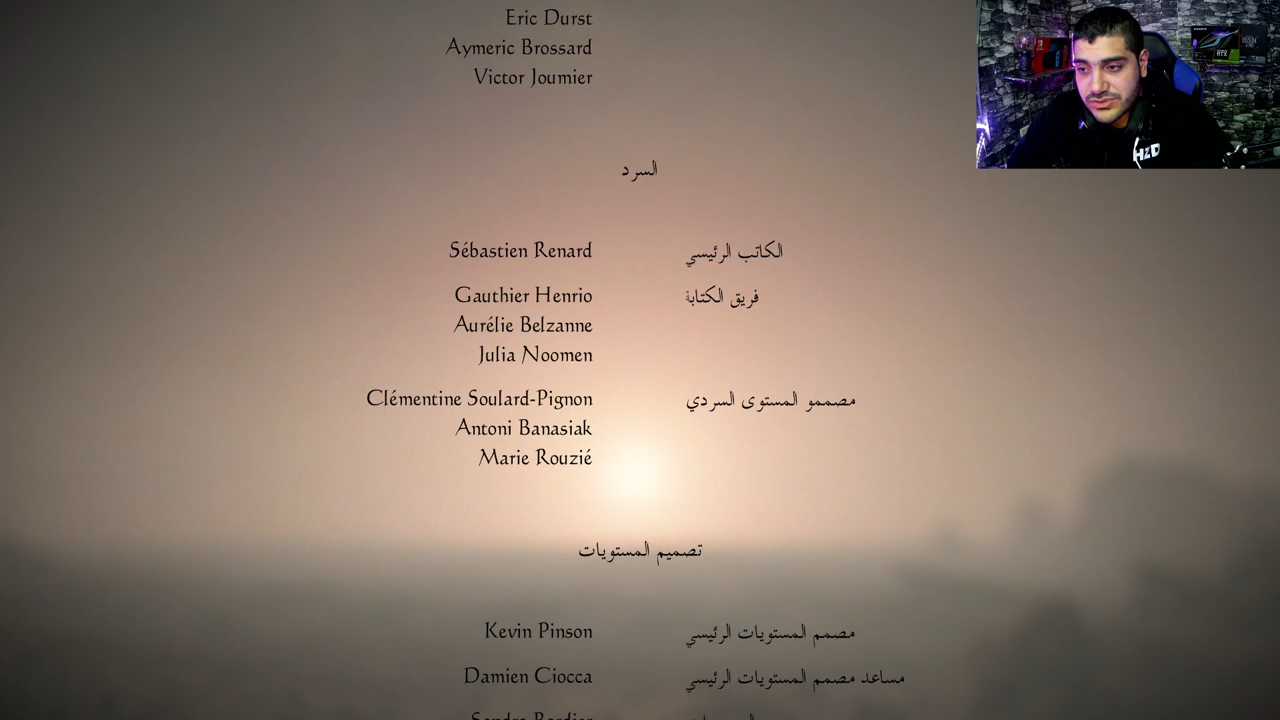 Eric Durst
Aymeric Brossard
Victor Joumier
السرد
الكاتب الرئيسي Sébastien Renard
فريق الكتابة Gauthier Henrio
Aurélie Belzanne
Julia Noomen
مصممو المستوى السردي Clémentine Soulard-Pignon
Antoni Banasiak
Marie Rouzié
تصميم المستويات
مصمم المستويات الرئيسي Kevin Pinson
مساعد مصمم المستويات الرئيسي Damien Ciocca
HZD
RTX